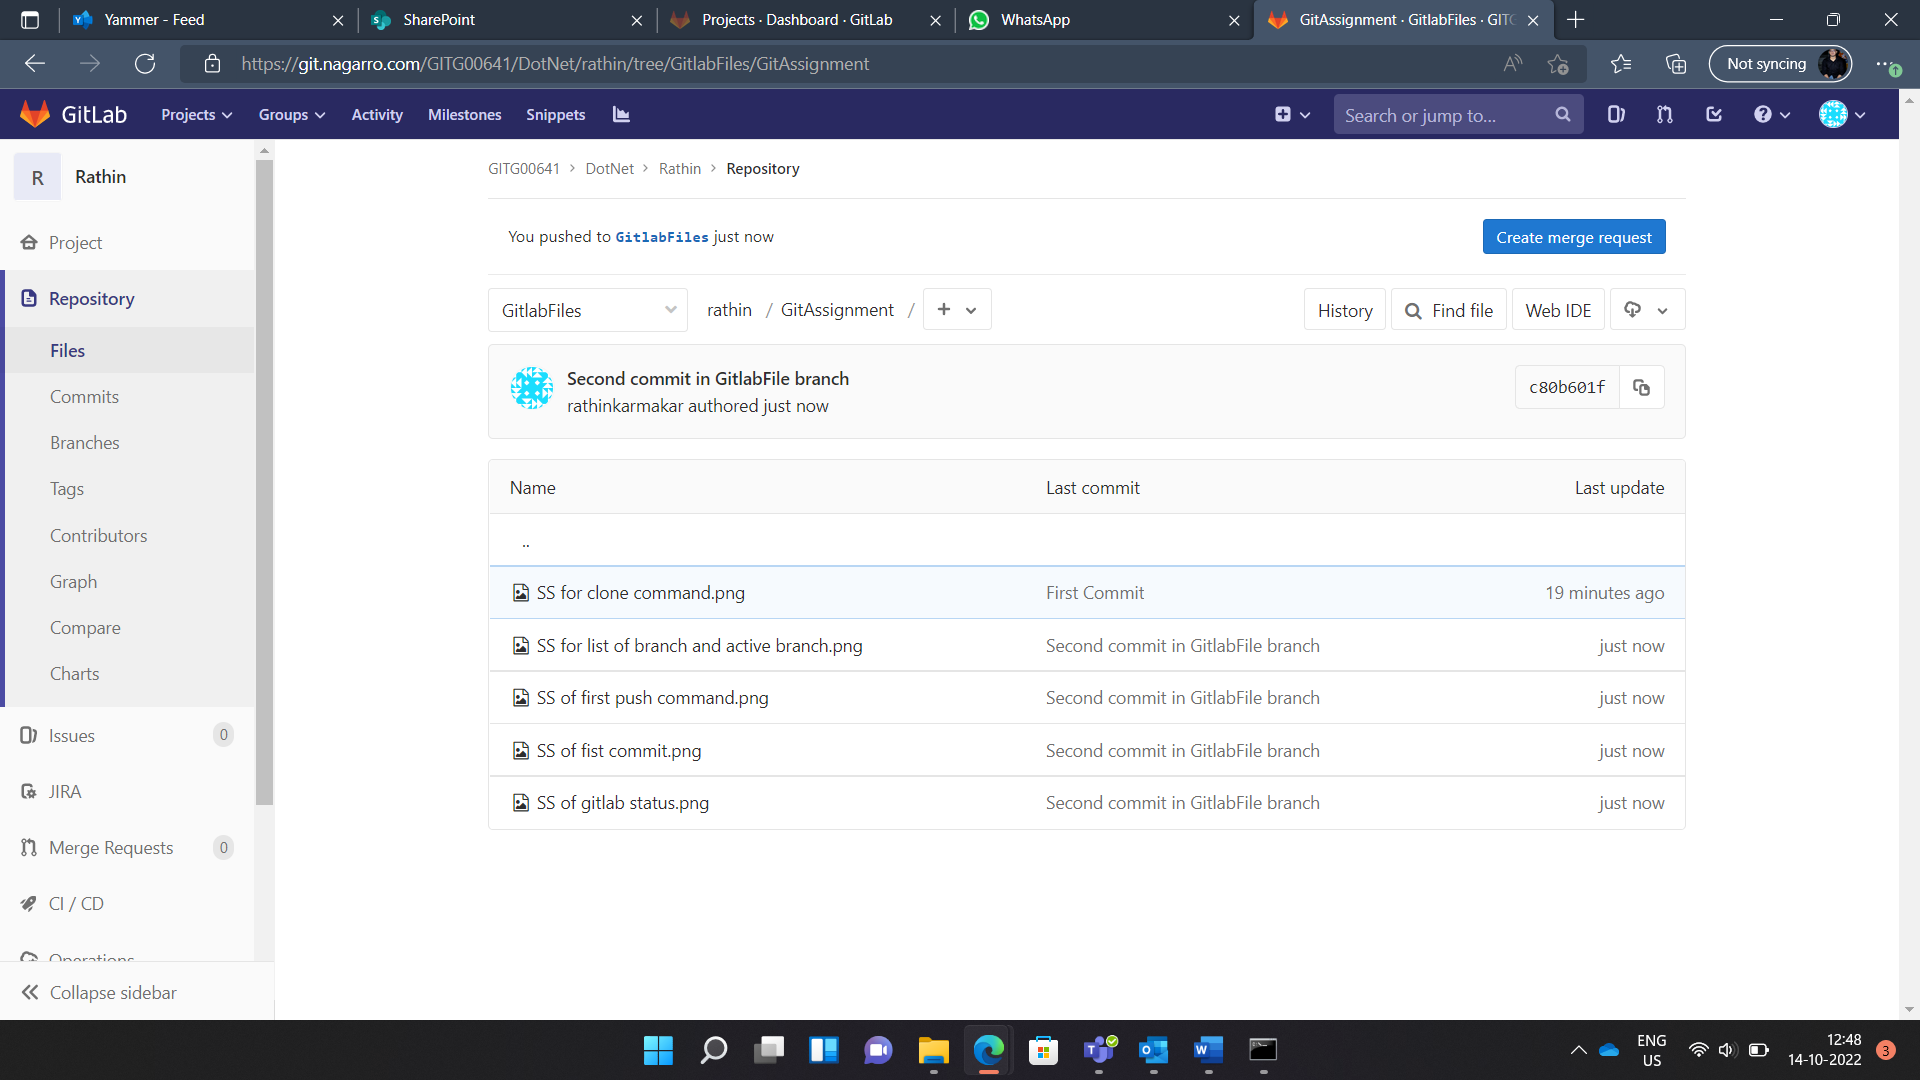 Yammer - Feed
SharePoint
Projects · Dashboard · GitLab
WhatsApp
GitAssignment · GitlabFiles · GITG
https://git.nagarro.com/GITG00641/DotNet/rathin/tree/GitlabFiles/GitAssignment
Not syncing
GitLab
Projects
Groups
Activity
Milestones
Snippets
Search or jump to...
R
Rathin
Project
Repository
Files
Commits
Branches
Tags
Contributors
Graph
Compare
Charts
Issues 0
JIRA
Merge Requests 0
CI / CD
Operations
Collapse sidebar
GITG00641 > DotNet > Rathin > Repository
You pushed to GitlabFiles just now
Create merge request
GitlabFiles
rathin / GitAssignment /
History
Find file
Web IDE
Second commit in GitlabFile branch
rathinkarmakar authored just now
c80b601f
Name Last commit Last update
..
SS for clone command.png First Commit 19 minutes ago
SS for list of branch and active branch.png Second commit in GitlabFile branch just now
SS of first push command.png Second commit in GitlabFile branch just now
SS of fist commit.png Second commit in GitlabFile branch just now
SS of gitlab status.png Second commit in GitlabFile branch just now
ENG
US
12:48
14-10-2022
3